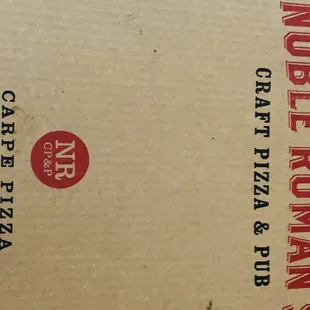 NOBLE ROMAN'S
CRAFT PIZZA & PUB
NR
CP&P
CARPE PIZZA